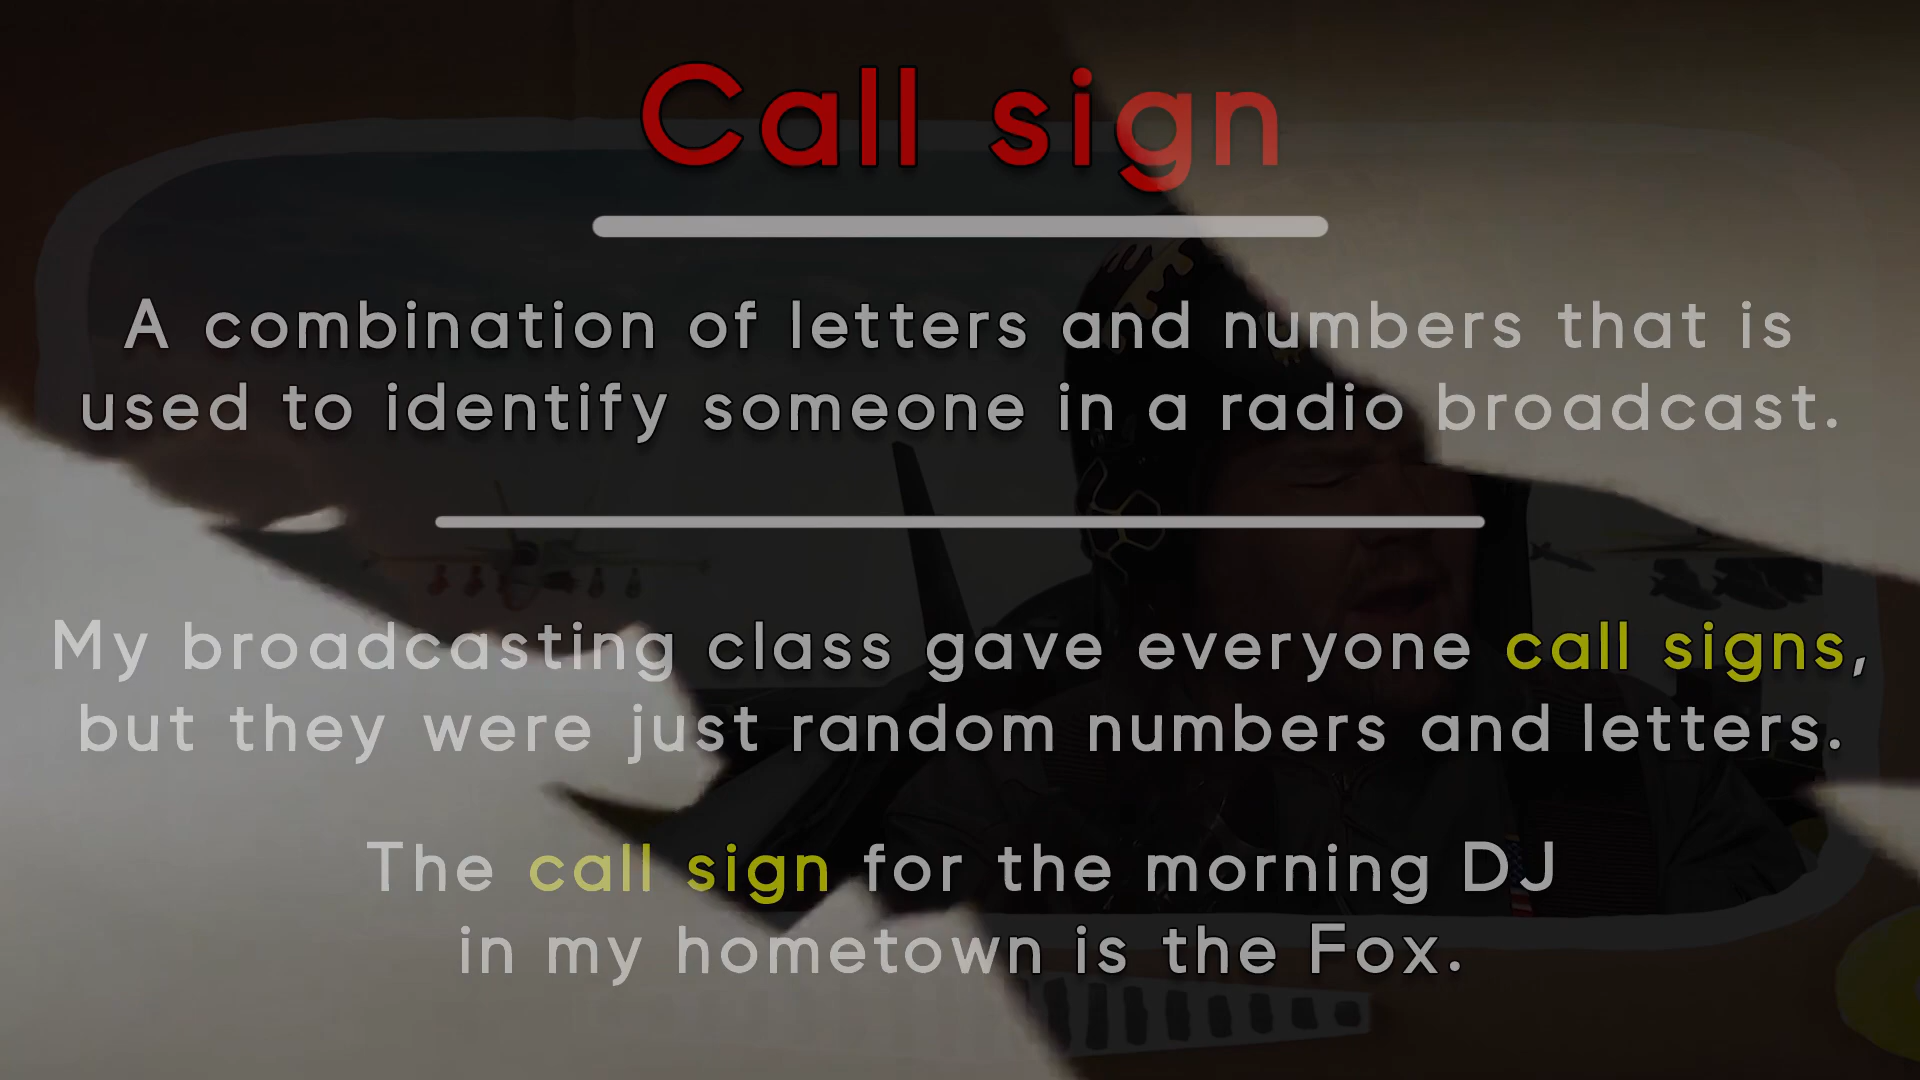 Call sign
A combination of letters and numbers that is
used to identify someone in a radio broadcast.
My broadcasting class gave everyone call signs,
but they were just random numbers and letters.
The call sign for the morning DJ
in my hometown is the Fox.